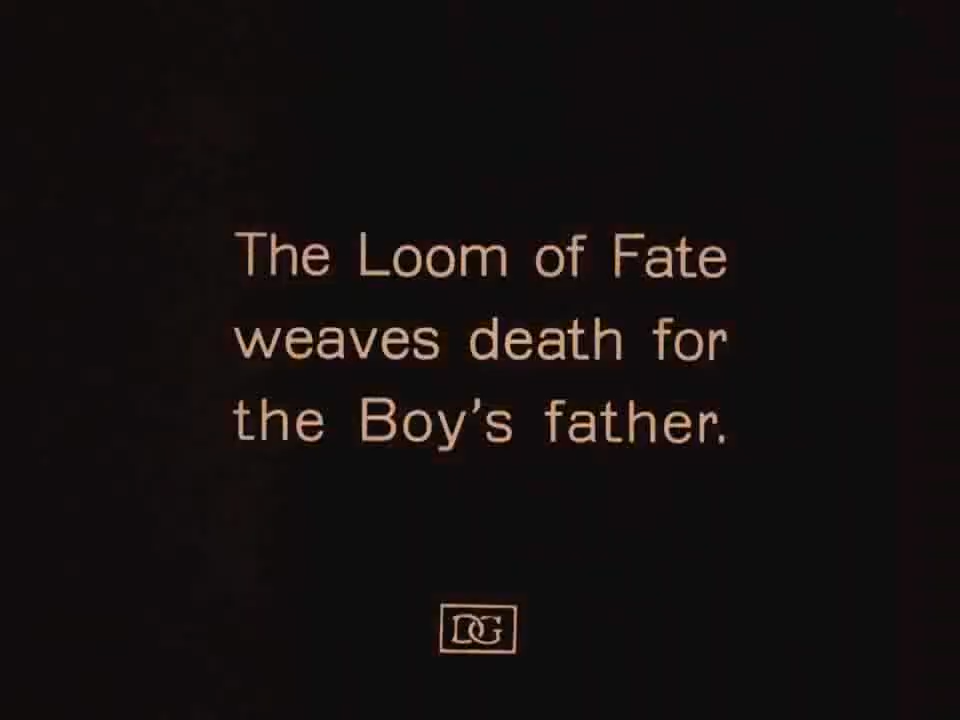 The Loom of Fate
weaves death for
the Boy's father.
DG